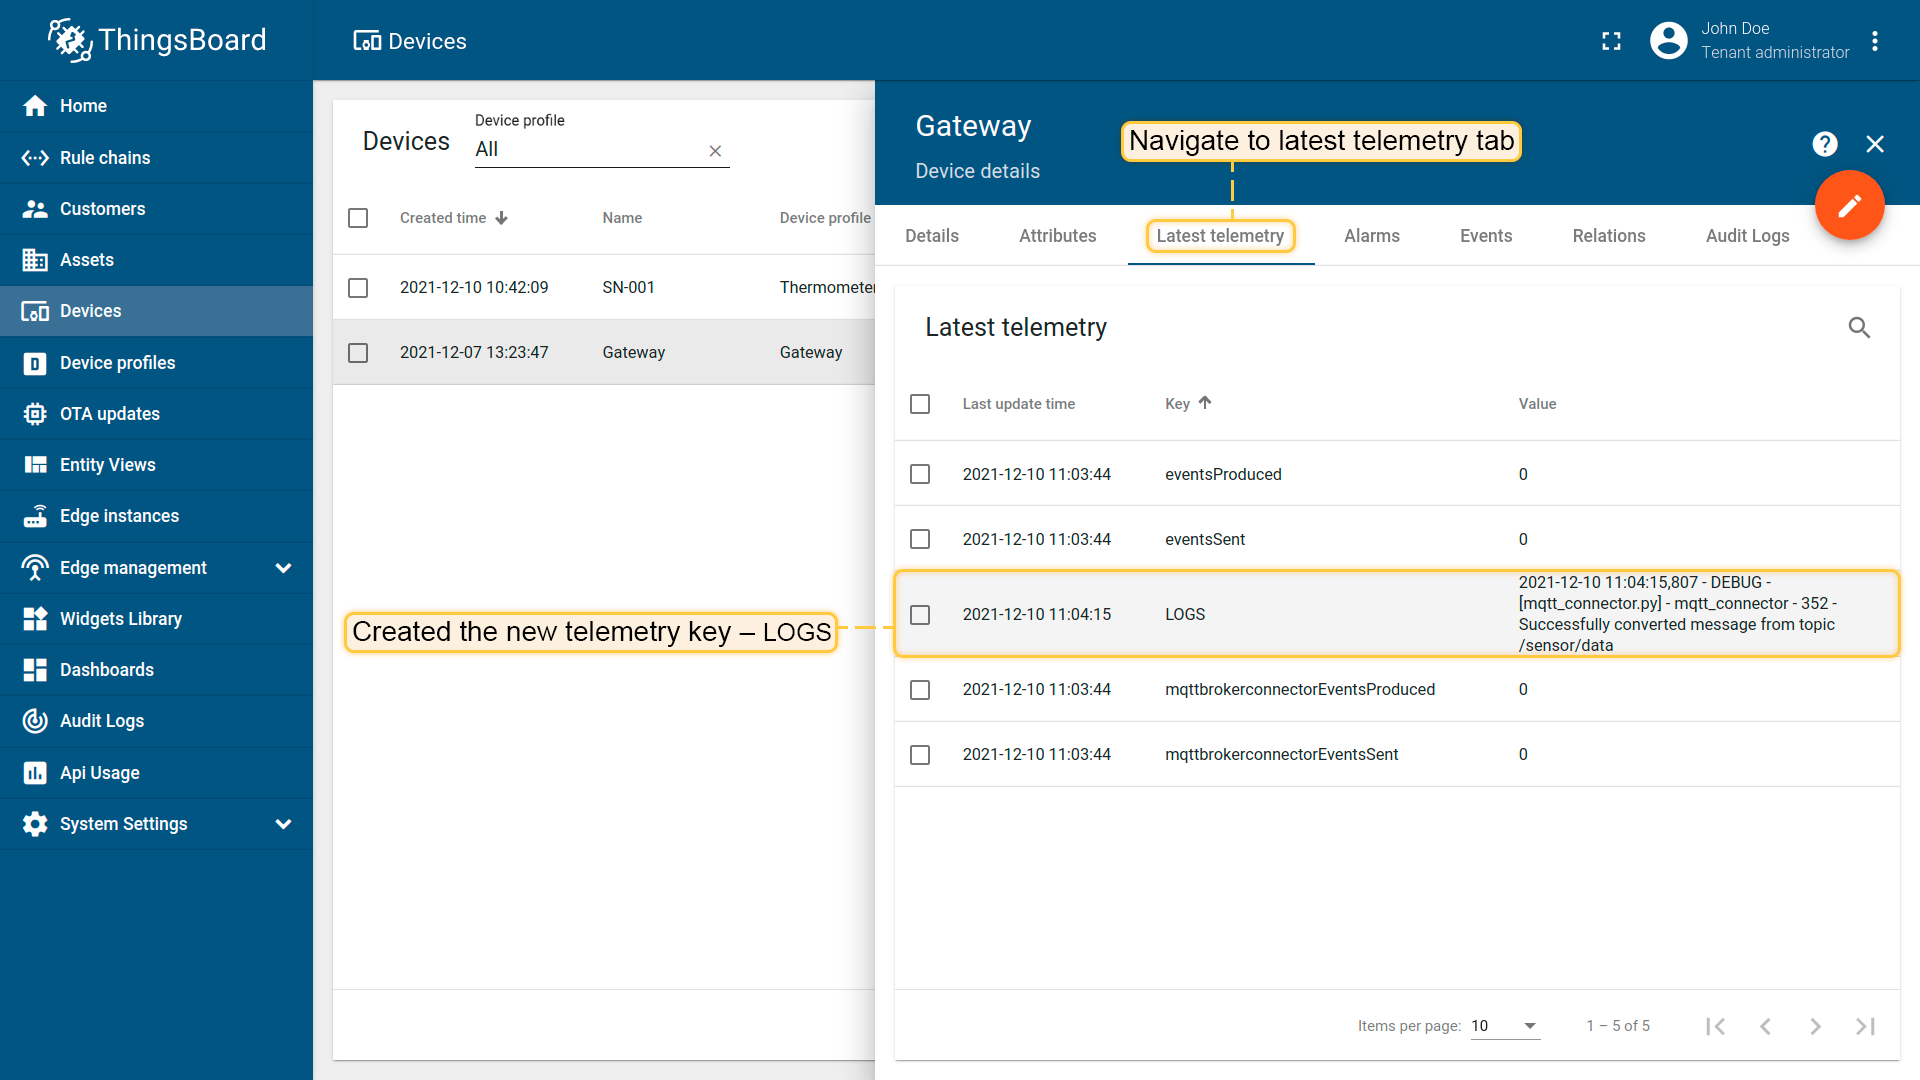 ThingsBoard
Devices
John Doe
Tenant administrator
Home
Rule chains
Customers
Assets
Devices
Device profiles
OTA updates
Entity Views
Edge instances
Edge management
Widgets Library
Dashboards
Audit Logs
Api Usage
System Settings
Devices
Device profile
All
Created time
Name
Device profile
2021-12-10 10:42:09
SN-001
Thermometer
2021-12-07 13:23:47
Gateway
Gateway
Created the new telemetry key – LOGS
Gateway
Device details
Navigate to latest telemetry tab
?
Details
Attributes
Latest telemetry
Alarms
Events
Relations
Audit Logs
Latest telemetry
Last update time
Key
Value
2021-12-10 11:03:44
eventsProduced
0
2021-12-10 11:03:44
eventsSent
0
2021-12-10 11:04:15
LOGS
2021-12-10 11:04:15,807 - DEBUG -
[mqtt_connector.py] - mqtt_connector - 352 -
Successfully converted message from topic
/sensor/data
2021-12-10 11:03:44
mqttbrokerconnectorEventsProduced
0
2021-12-10 11:03:44
mqttbrokerconnectorEventsSent
0
Items per page:
10
1 – 5 of 5